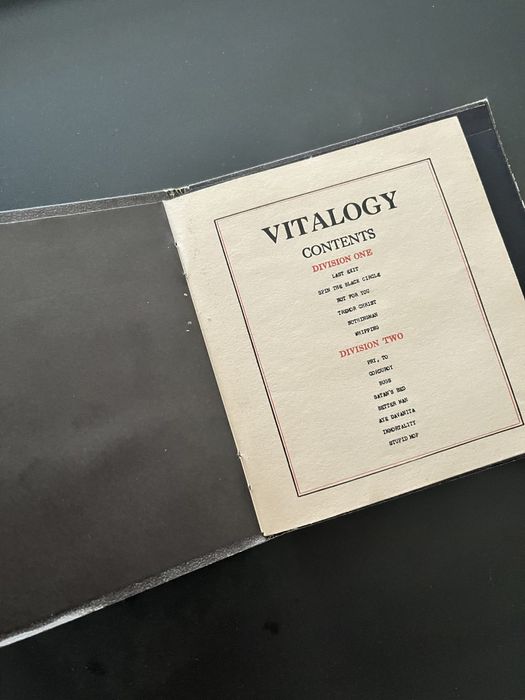 VITALOGY
CONTENTS
DIVISION ONE
LAST EXIT
SPIN THE BLACK CIRCLE
NOT FOR YOU
TREMOR CHRIST
NOTHINGMAN
WHIPPING
DIVISION TWO
PRY, TO
CORDUROY
BUGS
SATAN'S BED
BETTER MAN
AYE DAVANITA
IMMORTALITY
STUPID MOP